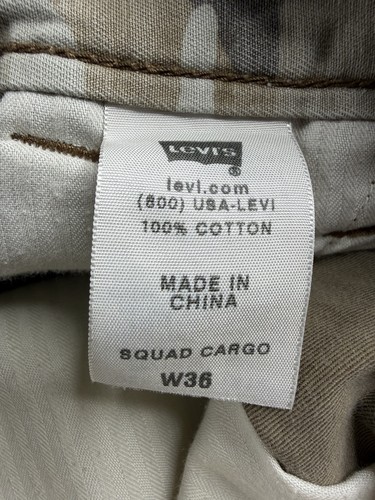 Levi's
®
levi.com
(800) USA-LEVI
100% COTTON
MADE IN
CHINA
SQUAD CARGO
W36